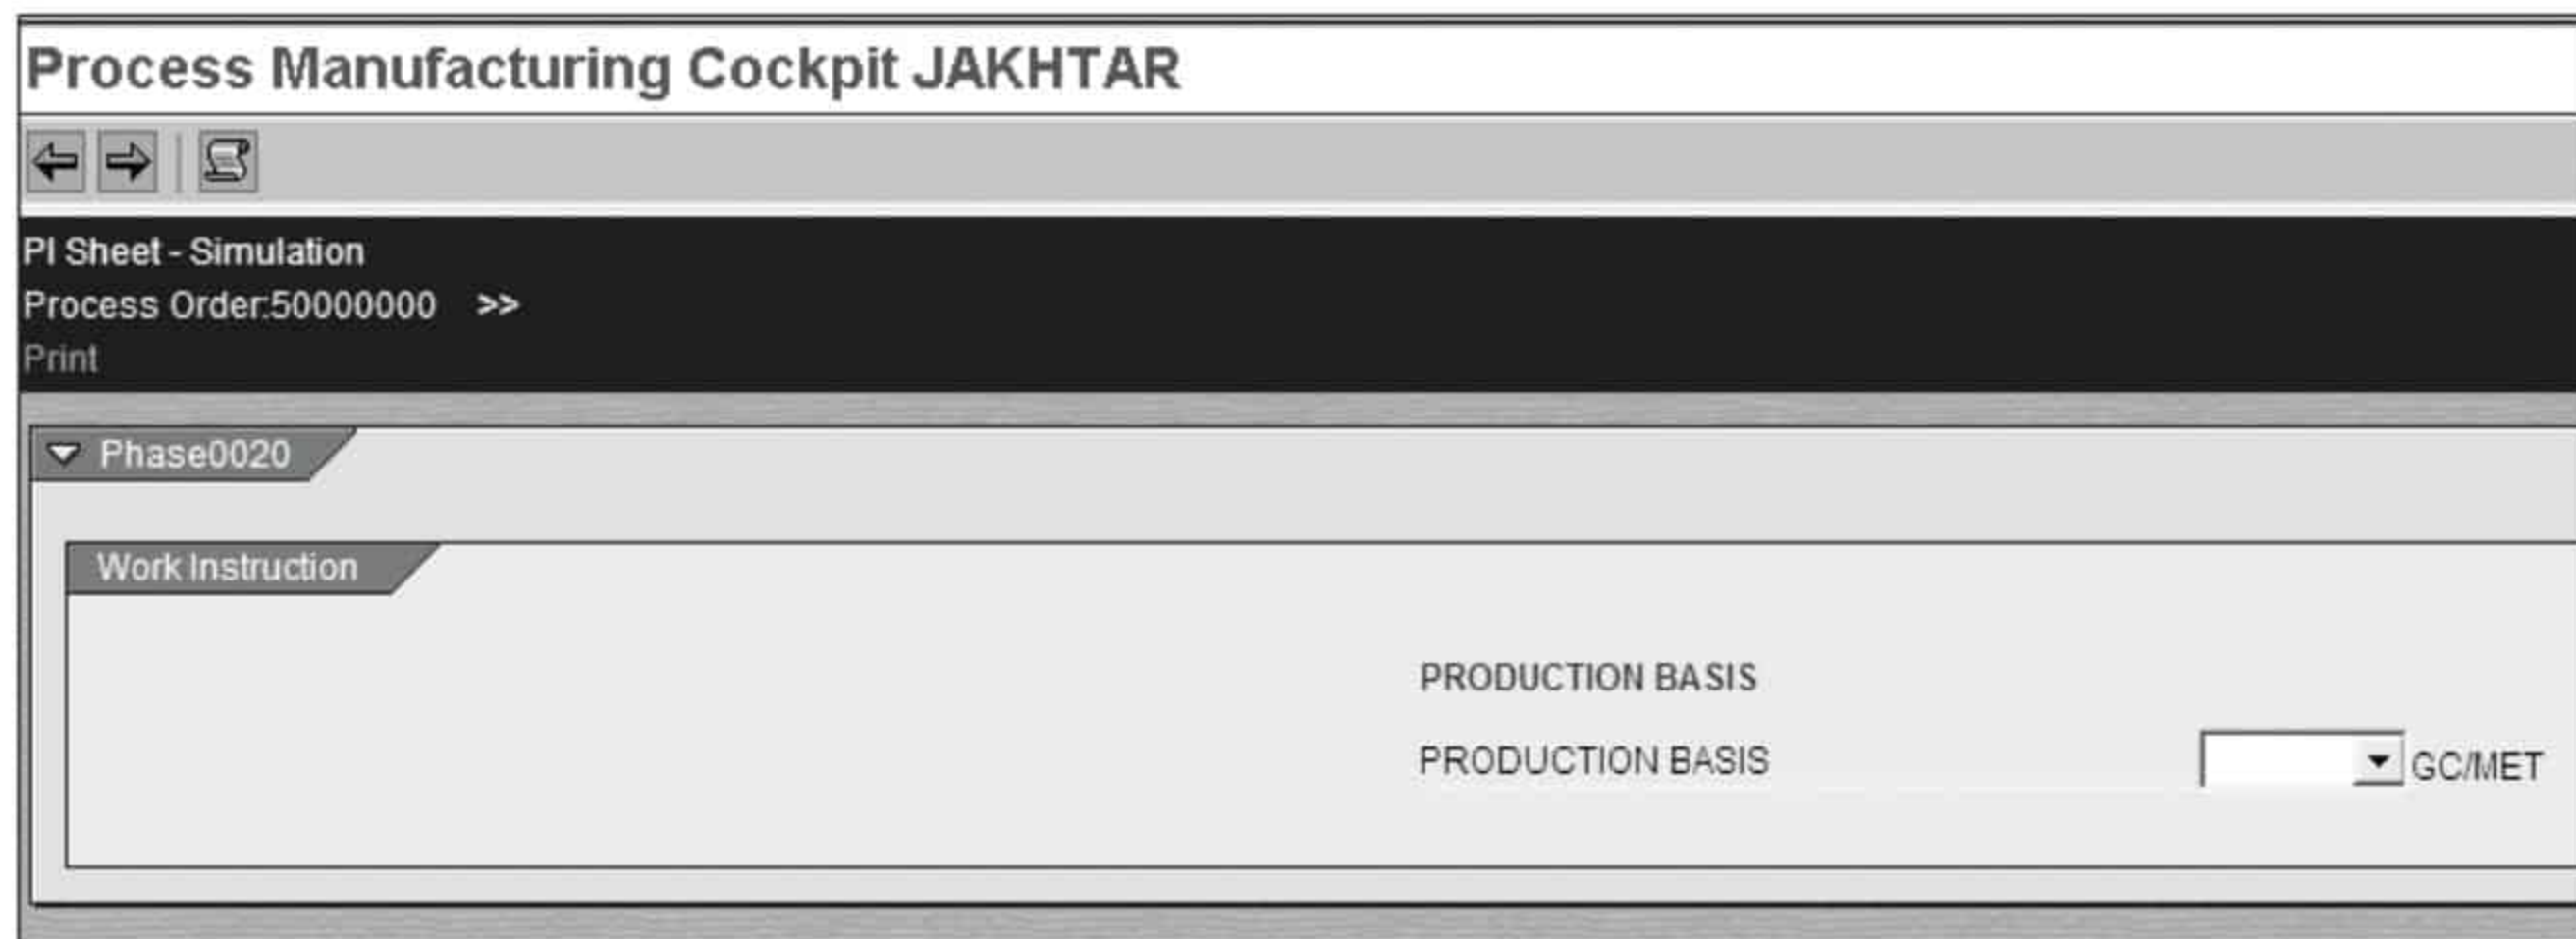 Process Manufacturing Cockpit JAKHTAR
PI Sheet - Simulation
Process Order:50000000 >>
Print
Phase0020
Work Instruction
PRODUCTION BASIS
PRODUCTION BASIS GC/MET